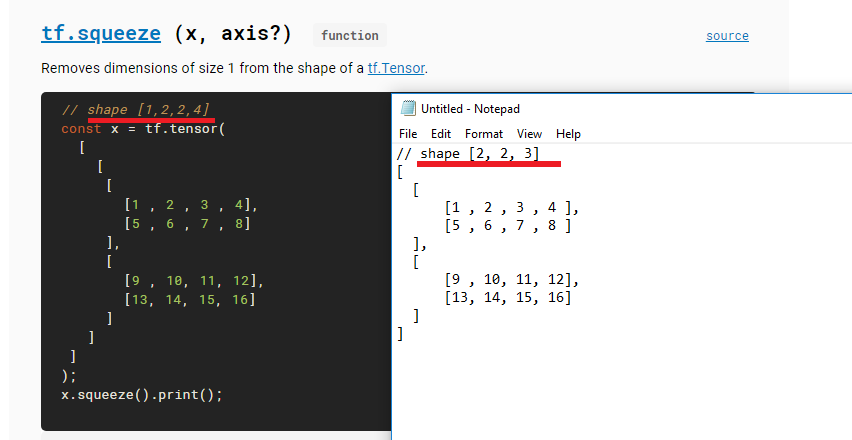 tf.squeeze (x, axis?) function source
Removes dimensions of size 1 from the shape of a tf.Tensor.
// shape [1,2,2,4]
const x = tf.tensor(
[
[
[
[1 , 2 , 3 , 4],
[5 , 6 , 7 , 8]
],
[
[9 , 10, 11, 12],
[13, 14, 15, 16]
]
]
]
);
x.squeeze().print();
Untitled - Notepad
File Edit Format View Help
// shape [2, 2, 3]
[
[
[1 , 2 , 3 , 4 ],
[5 , 6 , 7 , 8 ]
],
[
[9 , 10, 11, 12],
[13, 14, 15, 16]
]
]